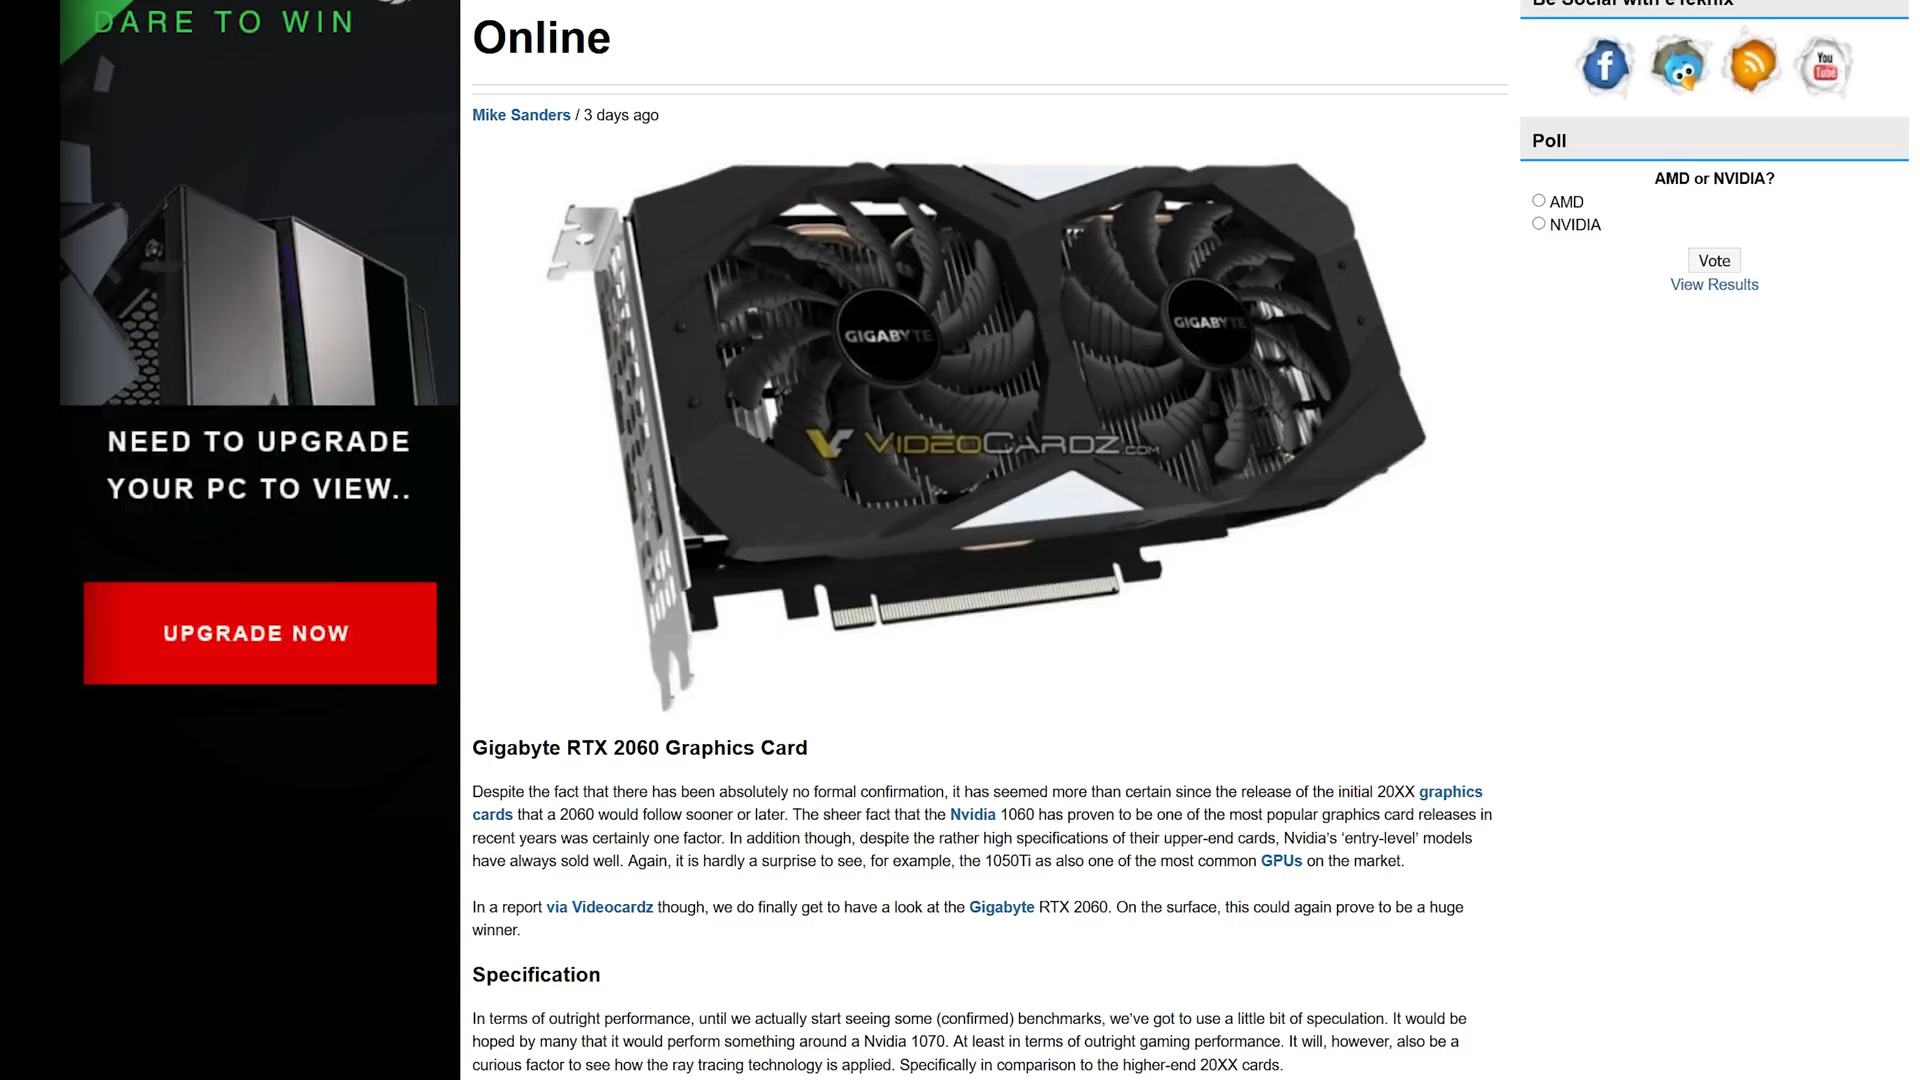 DARE TO WIN
NEED TO UPGRADE
YOUR PC TO VIEW..
UPGRADE NOW
Online
Mike Sanders / 3 days ago
GIGABYTE
GIGABYTE
VIDEOCARDZ.COM
Gigabyte RTX 2060 Graphics Card
Despite the fact that there has been absolutely no formal confirmation, it has seemed more than certain since the release of the initial 20XX graphics
cards that a 2060 would follow sooner or later. The sheer fact that the Nvidia 1060 has proven to be one of the most popular graphics card releases in
recent years was certainly one factor. In addition though, despite the rather high specifications of their upper-end cards, Nvidia's ‘entry-level’ models
have always sold well. Again, it is hardly a surprise to see, for example, the 1050Ti as also one of the most common GPUs on the market.
In a report via Videocardz though, we do finally get to have a look at the Gigabyte RTX 2060. On the surface, this could again prove to be a huge
winner.
Specification
In terms of outright performance, until we actually start seeing some (confirmed) benchmarks, we've got to use a little bit of speculation. It would be
hoped by many that it would perform something around a Nvidia 1070. At least in terms of outright gaming performance. It will, however, also be a
curious factor to see how the ray tracing technology is applied. Specifically in comparison to the higher-end 20XX cards.
Be Social with eTeknix
You
Tube
Poll
AMD or NVIDIA?
AMD
NVIDIA
Vote
View Results